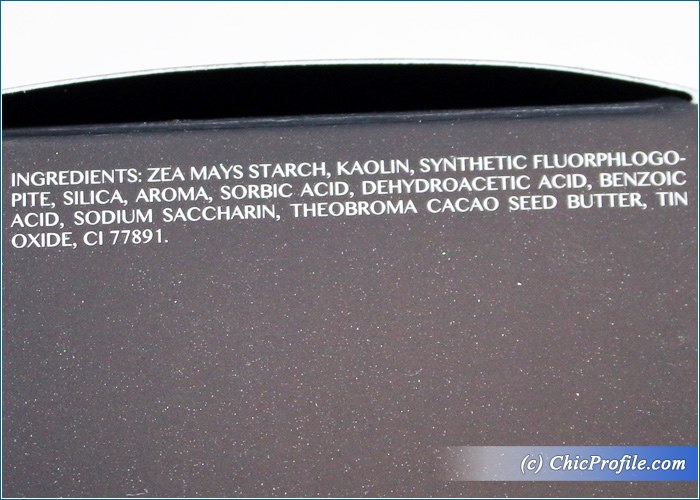 INGREDIENTS: ZEA MAYS STARCH, KAOLIN, SYNTHETIC FLUORPHLOGO-
PITE, SILICA, AROMA, SORBIC ACID, DEHYDROACETIC ACID, BENZOIC
ACID, SODIUM SACCHARIN, THEOBROMA CACAO SEED BUTTER, TIN
OXIDE, CI 77891.
(c) ChicProfile.com